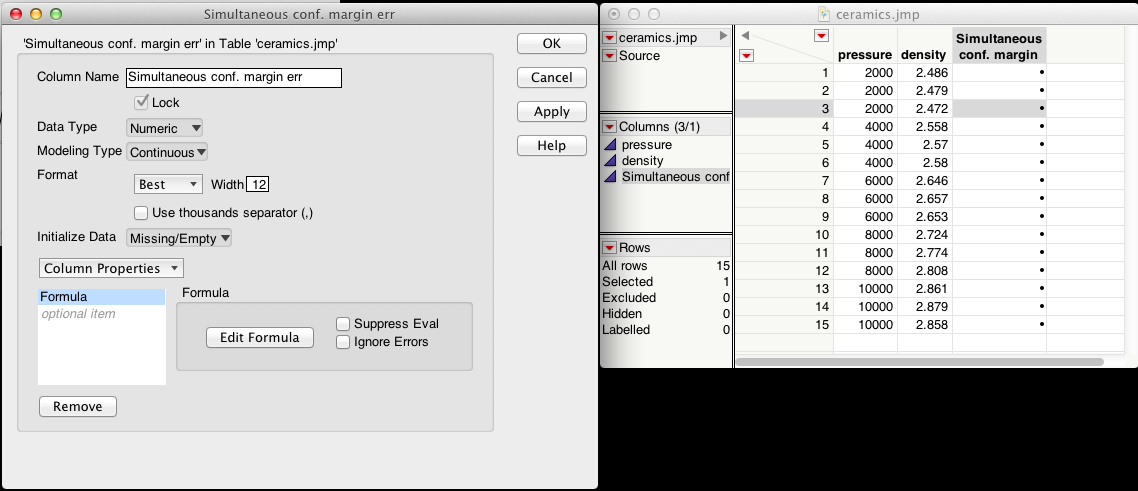 Simultaneous conf. margin err
'Simultaneous conf. margin err' in Table 'ceramics.jmp'
Column Name Simultaneous conf. margin err
Lock
Data Type Numeric
Modeling Type Continuous
Format
Best Width 12
Use thousands separator (,)
Initialize Data Missing/Empty
Column Properties
Formula
optional item
Formula
Edit Formula
Suppress Eval
Ignore Errors
Remove
OK
Cancel
Apply
Help
ceramics.jmp
ceramics.jmp
Source
Columns (3/1)
pressure
density
Simultaneous conf
Rows
All rows 15
Selected 1
Excluded 0
Hidden 0
Labelled 0
pressure density Simultaneous conf. margin
1 2000 2.486 •
2 2000 2.479 •
3 2000 2.472 •
4 4000 2.558 •
5 4000 2.57 •
6 4000 2.58 •
7 6000 2.646 •
8 6000 2.657 •
9 6000 2.653 •
10 8000 2.724 •
11 8000 2.774 •
12 8000 2.808 •
13 10000 2.861 •
14 10000 2.879 •
15 10000 2.858 •